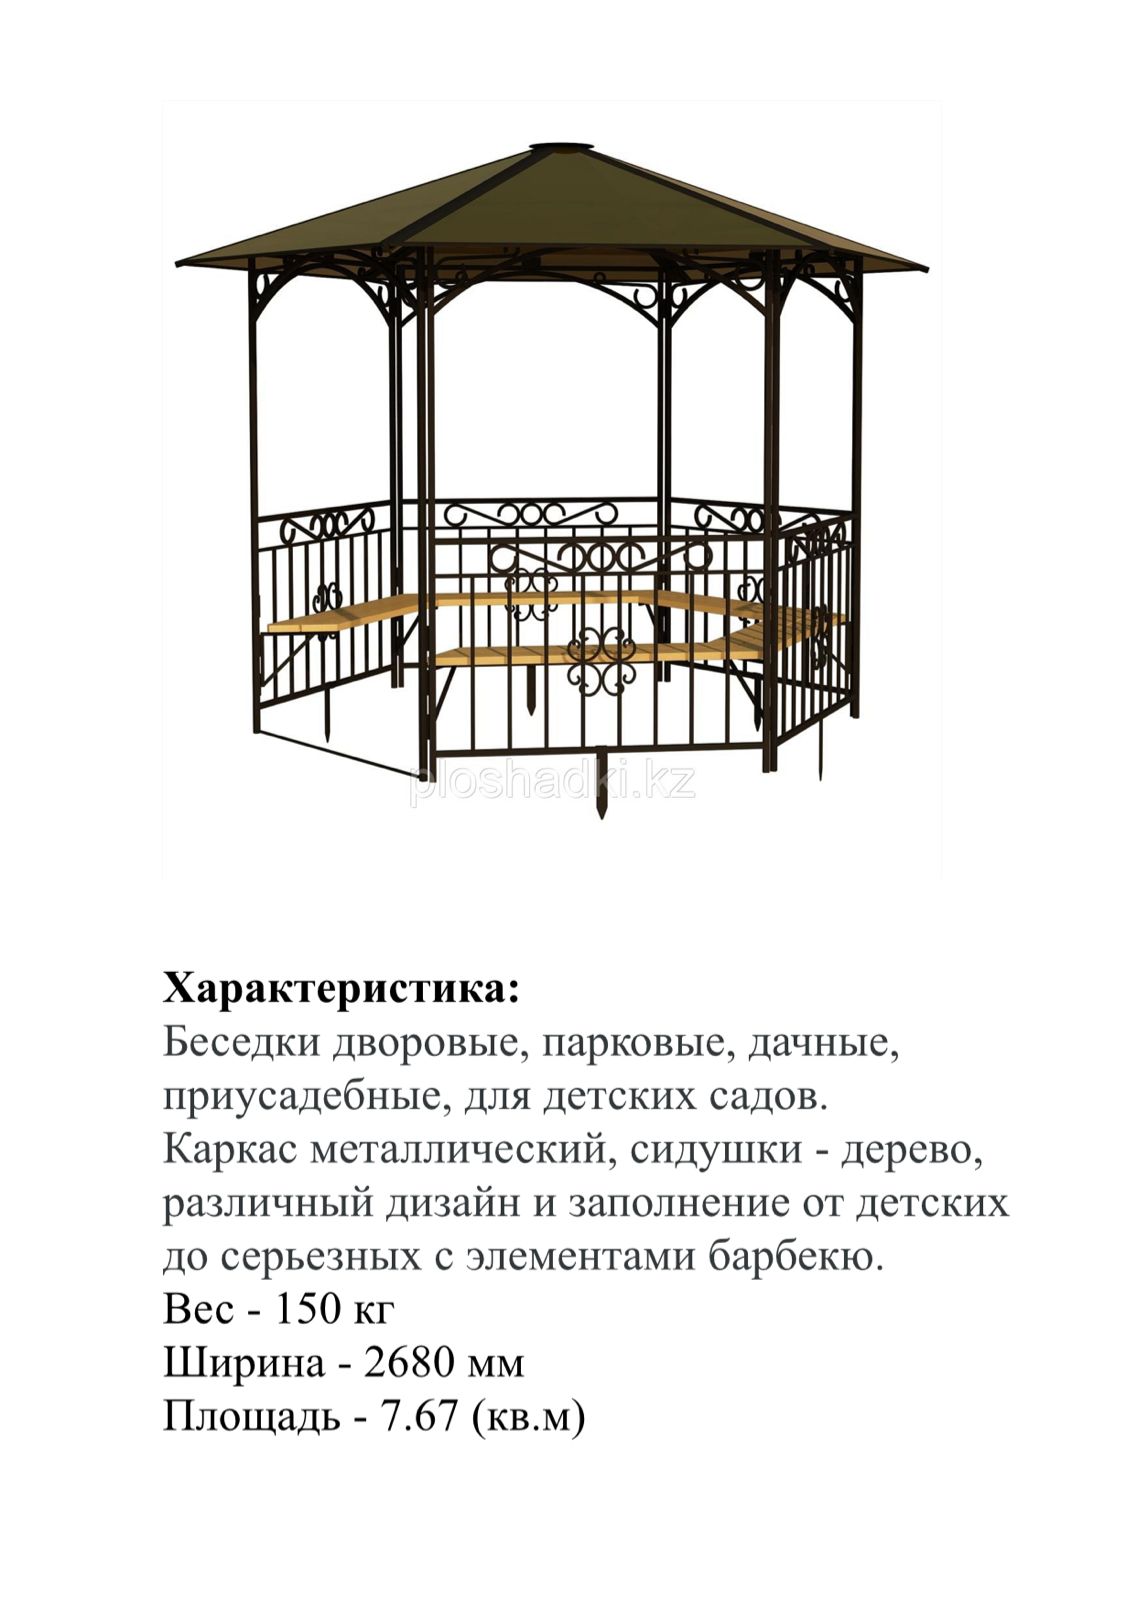 ploshadki.kz
Характеристика:
Беседки дворовые, парковые, дачные,
приусадебные, для детских садов.
Каркас металлический, сидушки - дерево,
различный дизайн и заполнение от детских
до серьезных с элементами барбекю.
Вес - 150 кг
Ширина - 2680 мм
Площадь - 7.67 (кв.м)